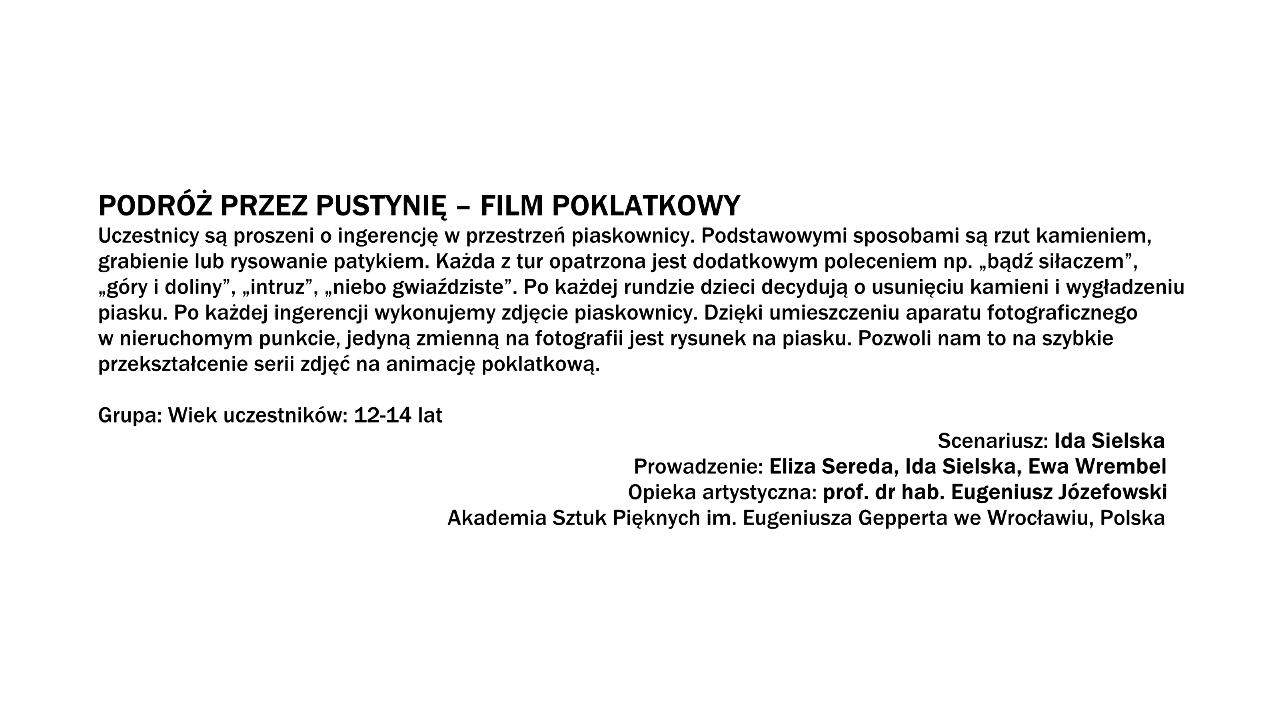 PODRÓŻ PRZEZ PUSTYNIĘ – FILM POKLATKOWY
Uczestnicy są proszeni o ingerencję w przestrzeń piaskownicy. Podstawowymi sposobami są rzut kamieniem,
grabienie lub rysowanie patykiem. Każda z tur opatrzona jest dodatkowym poleceniem np. „bądź siłaczem”,
„góry i doliny”, „intruz”, „niebo gwiaździste”. Po każdej rundzie dzieci decydują o usunięciu kamieni i wygładzeniu
piasku. Po każdej ingerencji wykonujemy zdjęcie piaskownicy. Dzięki umieszczeniu aparatu fotograficznego
w nieruchomym punkcie, jedyną zmienną na fotografii jest rysunek na piasku. Pozwoli nam to na szybkie
przekształcenie serii zdjęć na animację poklatkową.
Grupa: Wiek uczestników: 12-14 lat
Scenariusz: Ida Sielska
Prowadzenie: Eliza Sereda, Ida Sielska, Ewa Wrembel
Opieka artystyczna: prof. dr hab. Eugeniusz Józefowski
Akademia Sztuk Pięknych im. Eugeniusza Gepperta we Wrocławiu, Polska